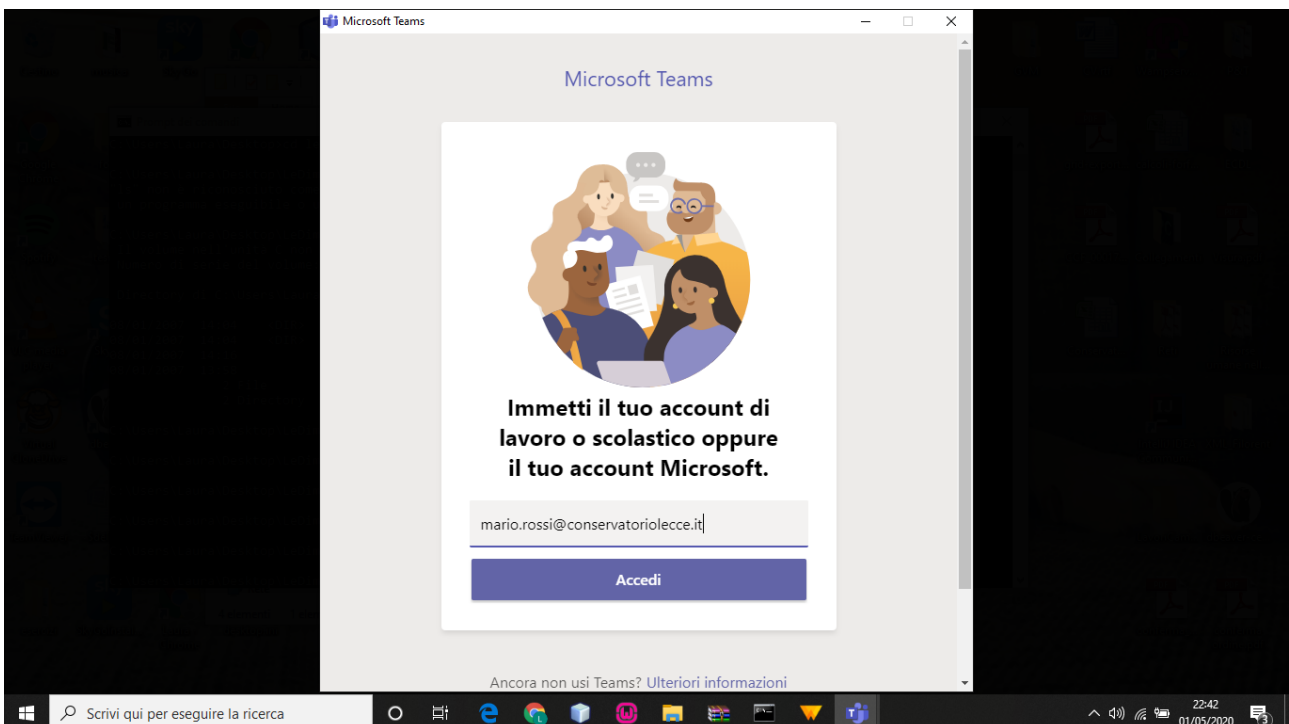 Microsoft Teams
Microsoft Teams
Immetti il tuo account di
lavoro o scolastico oppure
il tuo account Microsoft.
mario.rossi@conservatoriolecce.it
Accedi
Ancora non usi Teams? Ulteriori informazioni
Scrivi qui per eseguire la ricerca
22:42
01/05/2020
3